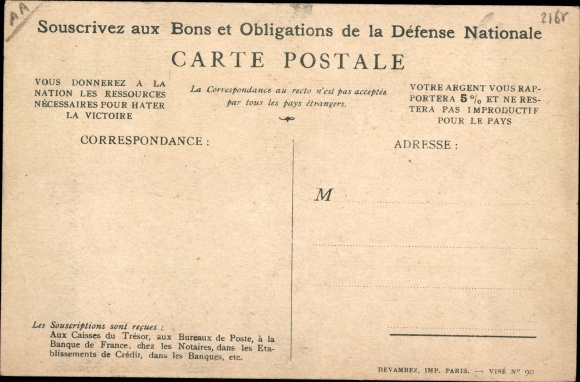 AA
216r
Souscrivez aux Bons et Obligations de la Défense Nationale
CARTE POSTALE
VOUS DONNEREZ A LA
NATION LES RESSOURCES
NÉCESSAIRES POUR HATER
LA VICTOIRE
La Correspondance au recto n'est pas acceptée
par tous les pays étrangers.
VOTRE ARGENT VOUS RAP-
PORTERA 5 % ET NE RES-
TERA PAS IMPRODUCTIF
POUR LE PAYS
CORRESPONDANCE :
ADRESSE :
M
Les Souscriptions sont reçues :
Aux Caisses du Trésor, aux Bureaux de Poste, à la
Banque de France, chez les Notaires, dans les Eta-
blissements de Crédit, dans les Banques, etc.
DEVAMBEZ, IMP. PARIS. — VISÉ N° 90